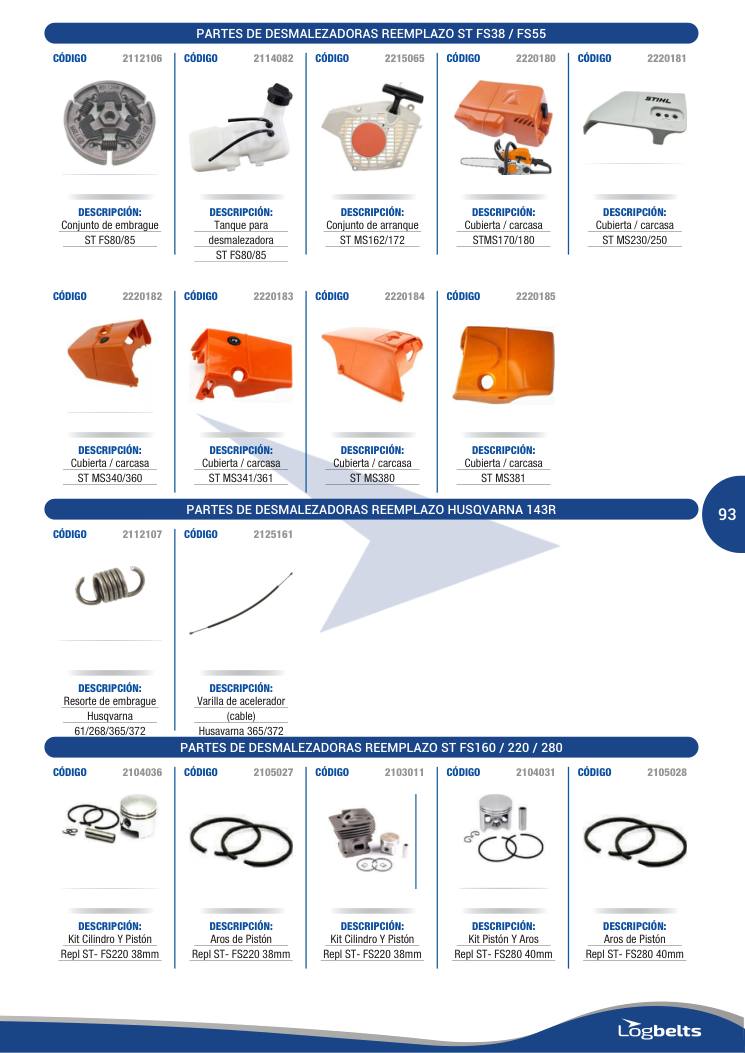 PARTES DE DESMALEZADORAS REEMPLAZO ST FS38 / FS55
CÓDIGO 2112106
DESCRIPCIÓN:
Conjunto de embrague
ST FS80/85
CÓDIGO 2114082
DESCRIPCIÓN:
Tanque para
desmalezadora
ST FS80/85
CÓDIGO 2215065
DESCRIPCIÓN:
Conjunto de arranque
ST MS162/172
CÓDIGO 2220180
DESCRIPCIÓN:
Cubierta / carcasa
STMS170/180
CÓDIGO 2220181
STIHL
DESCRIPCIÓN:
Cubierta / carcasa
ST MS230/250
CÓDIGO 2220182
DESCRIPCIÓN:
Cubierta / carcasa
ST MS340/360
CÓDIGO 2220183
DESCRIPCIÓN:
Cubierta / carcasa
ST MS341/361
CÓDIGO 2220184
DESCRIPCIÓN:
Cubierta / carcasa
ST MS380
CÓDIGO 2220185
DESCRIPCIÓN:
Cubierta / carcasa
ST MS381
PARTES DE DESMALEZADORAS REEMPLAZO HUSQVARNA 143R
93
CÓDIGO 2112107
DESCRIPCIÓN:
Resorte de embrague
Husqvarna
61/268/365/372
CÓDIGO 2125161
DESCRIPCIÓN:
Varilla de acelerador
(cable)
Husqvarna 365/372
PARTES DE DESMALEZADORAS REEMPLAZO ST FS160 / 220 / 280
CÓDIGO 2104036
DESCRIPCIÓN:
Kit Cilindro Y Pistón
Repl ST- FS220 38mm
CÓDIGO 2105027
DESCRIPCIÓN:
Aros de Pistón
Repl ST- FS220 38mm
CÓDIGO 2103011
DESCRIPCIÓN:
Kit Cilindro Y Pistón
Repl ST- FS220 38mm
CÓDIGO 2104031
DESCRIPCIÓN:
Kit Pistón Y Aros
Repl ST- FS280 40mm
CÓDIGO 2105028
DESCRIPCIÓN:
Aros de Pistón
Repl ST- FS280 40mm
Logbelts